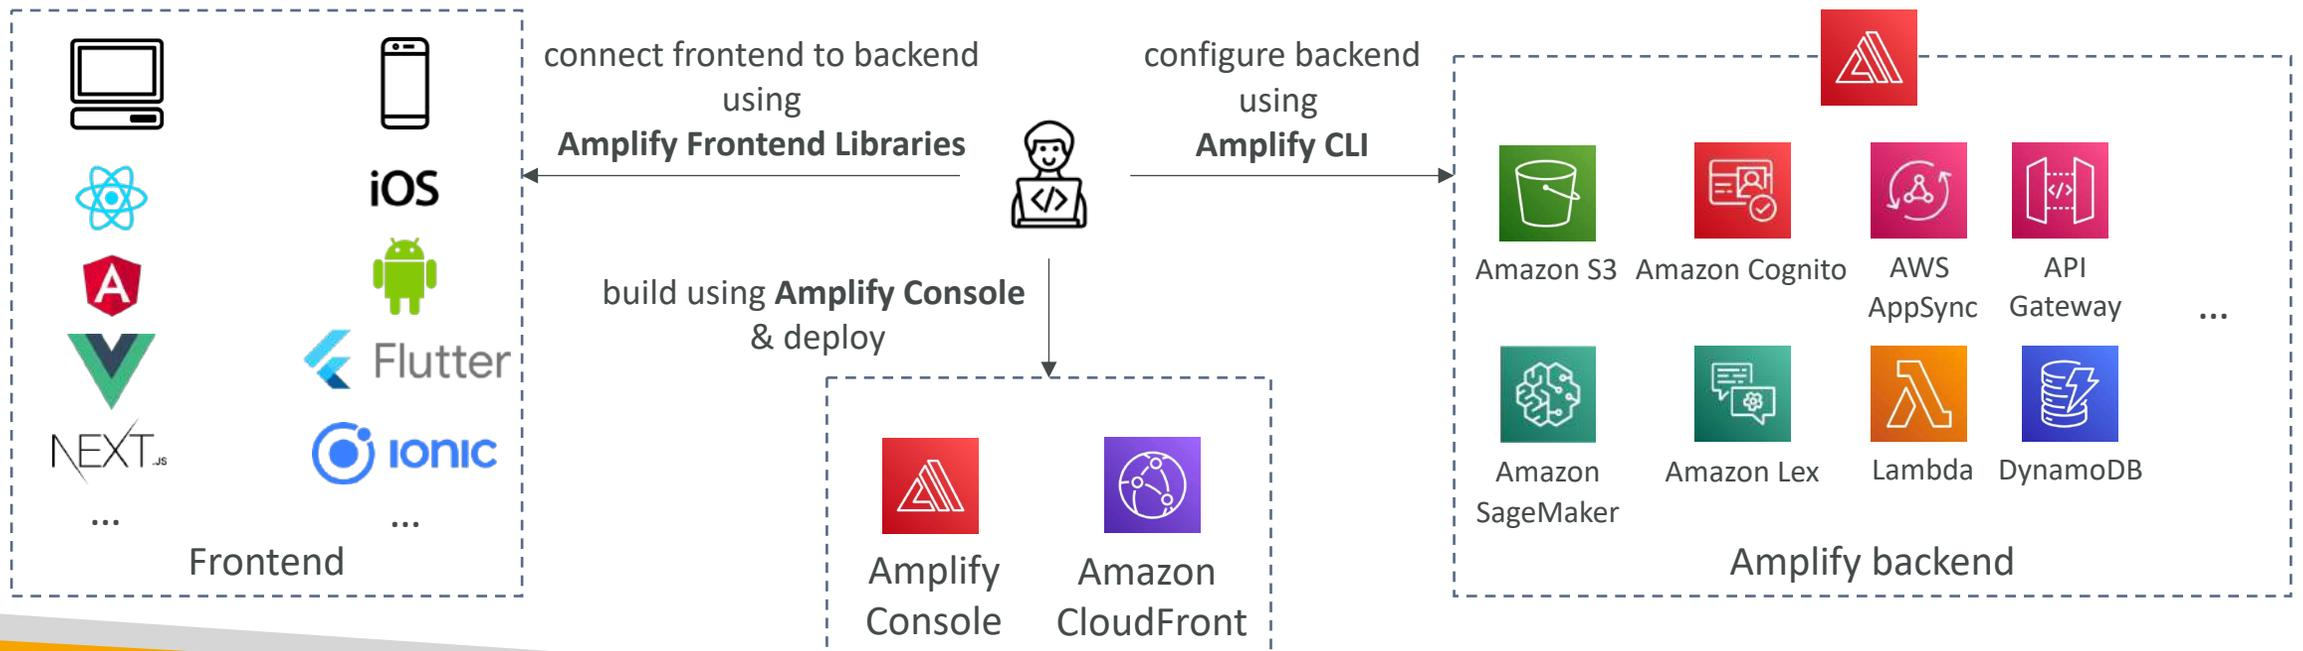 connect frontend to backend
using
Amplify Frontend Libraries
configure backend
using
Amplify CLI
iOS
A
Flutter
NEXT.JS
ionic
...
...
Frontend
</>
build using Amplify Console
& deploy
Amplify
Console
Amazon
CloudFront
</>
Amazon S3
Amazon Cognito
AWS
AppSync
API
Gateway
...
Amazon
SageMaker
Amazon Lex
Lambda
DynamoDB
Amplify backend